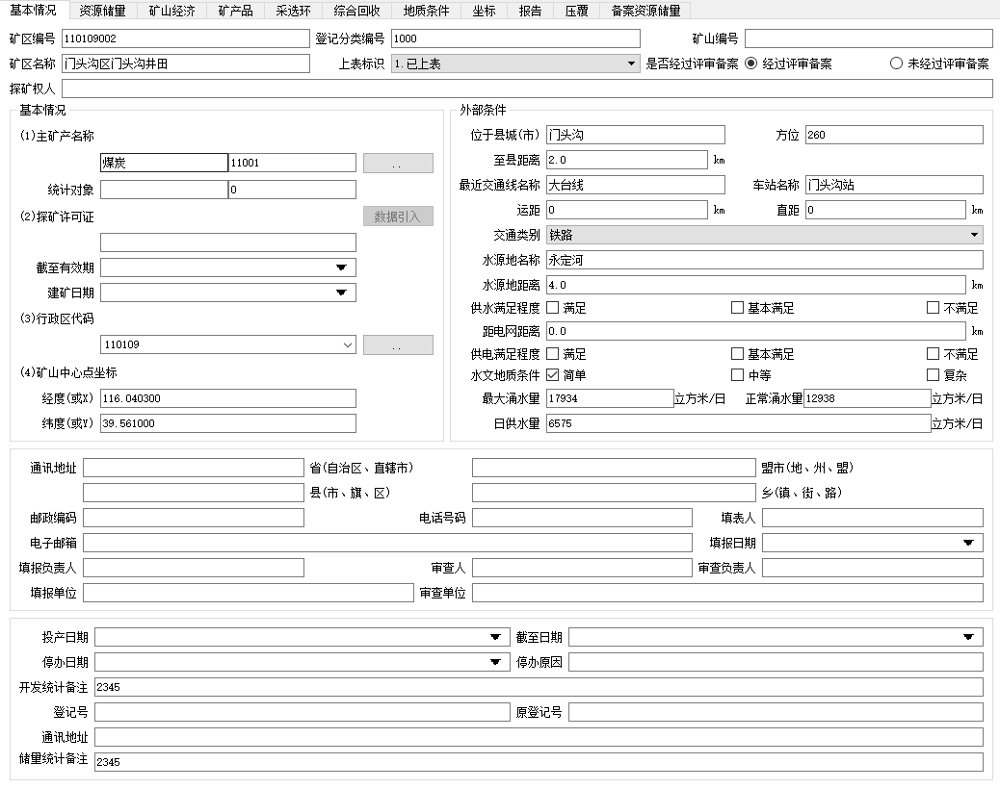 基本情况 资源储量 矿山经济 矿产品 采选环 综合回收 地质条件 坐标 报告 压覆 备案资源储量
矿区编号 110109002 登记分类编号 1000 矿山编号
矿区名称 门头沟区门头沟井田 上表标识 1.已上表 是否经过评审备案 经过评审备案 未经过评审备案
探矿权人
基本情况
(1)主矿产名称
煤炭 11001 ..
统计对象 0
(2)探矿许可证 数据引入
截至有效期
建矿日期
(3)行政区代码
110109 ..
(4)矿山中心点坐标
经度(或X) 116.040300
纬度(或Y) 39.561000
外部条件
位于县城(市) 门头沟 方位 260
至县距离 2.0 km
最近交通线名称 大台线 车站名称 门头沟站
运距 0 km 直距 0 km
交通类别 铁路
水源地名称 永定河
水源地距离 4.0 km
供水满足程度 满足 基本满足 不满足
距电网距离 0.0 km
供电满足程度 满足 基本满足 不满足
水文地质条件 简单 中等 复杂
最大涌水量 17934 立方米/日 正常涌水量 12938 立方米/日
日供水量 6575 立方米/日
通讯地址 省(自治区、直辖市) 盟市(地、州、盟)
县(市、旗、区) 乡(镇、街、路)
邮政编码 电话号码 填表人
电子邮箱 填报日期
填报负责人 审查人 审查负责人
填报单位 审查单位
投产日期 截至日期
停办日期 停办原因
开发统计备注 2345
登记号 原登记号
通讯地址
储量统计备注 2345